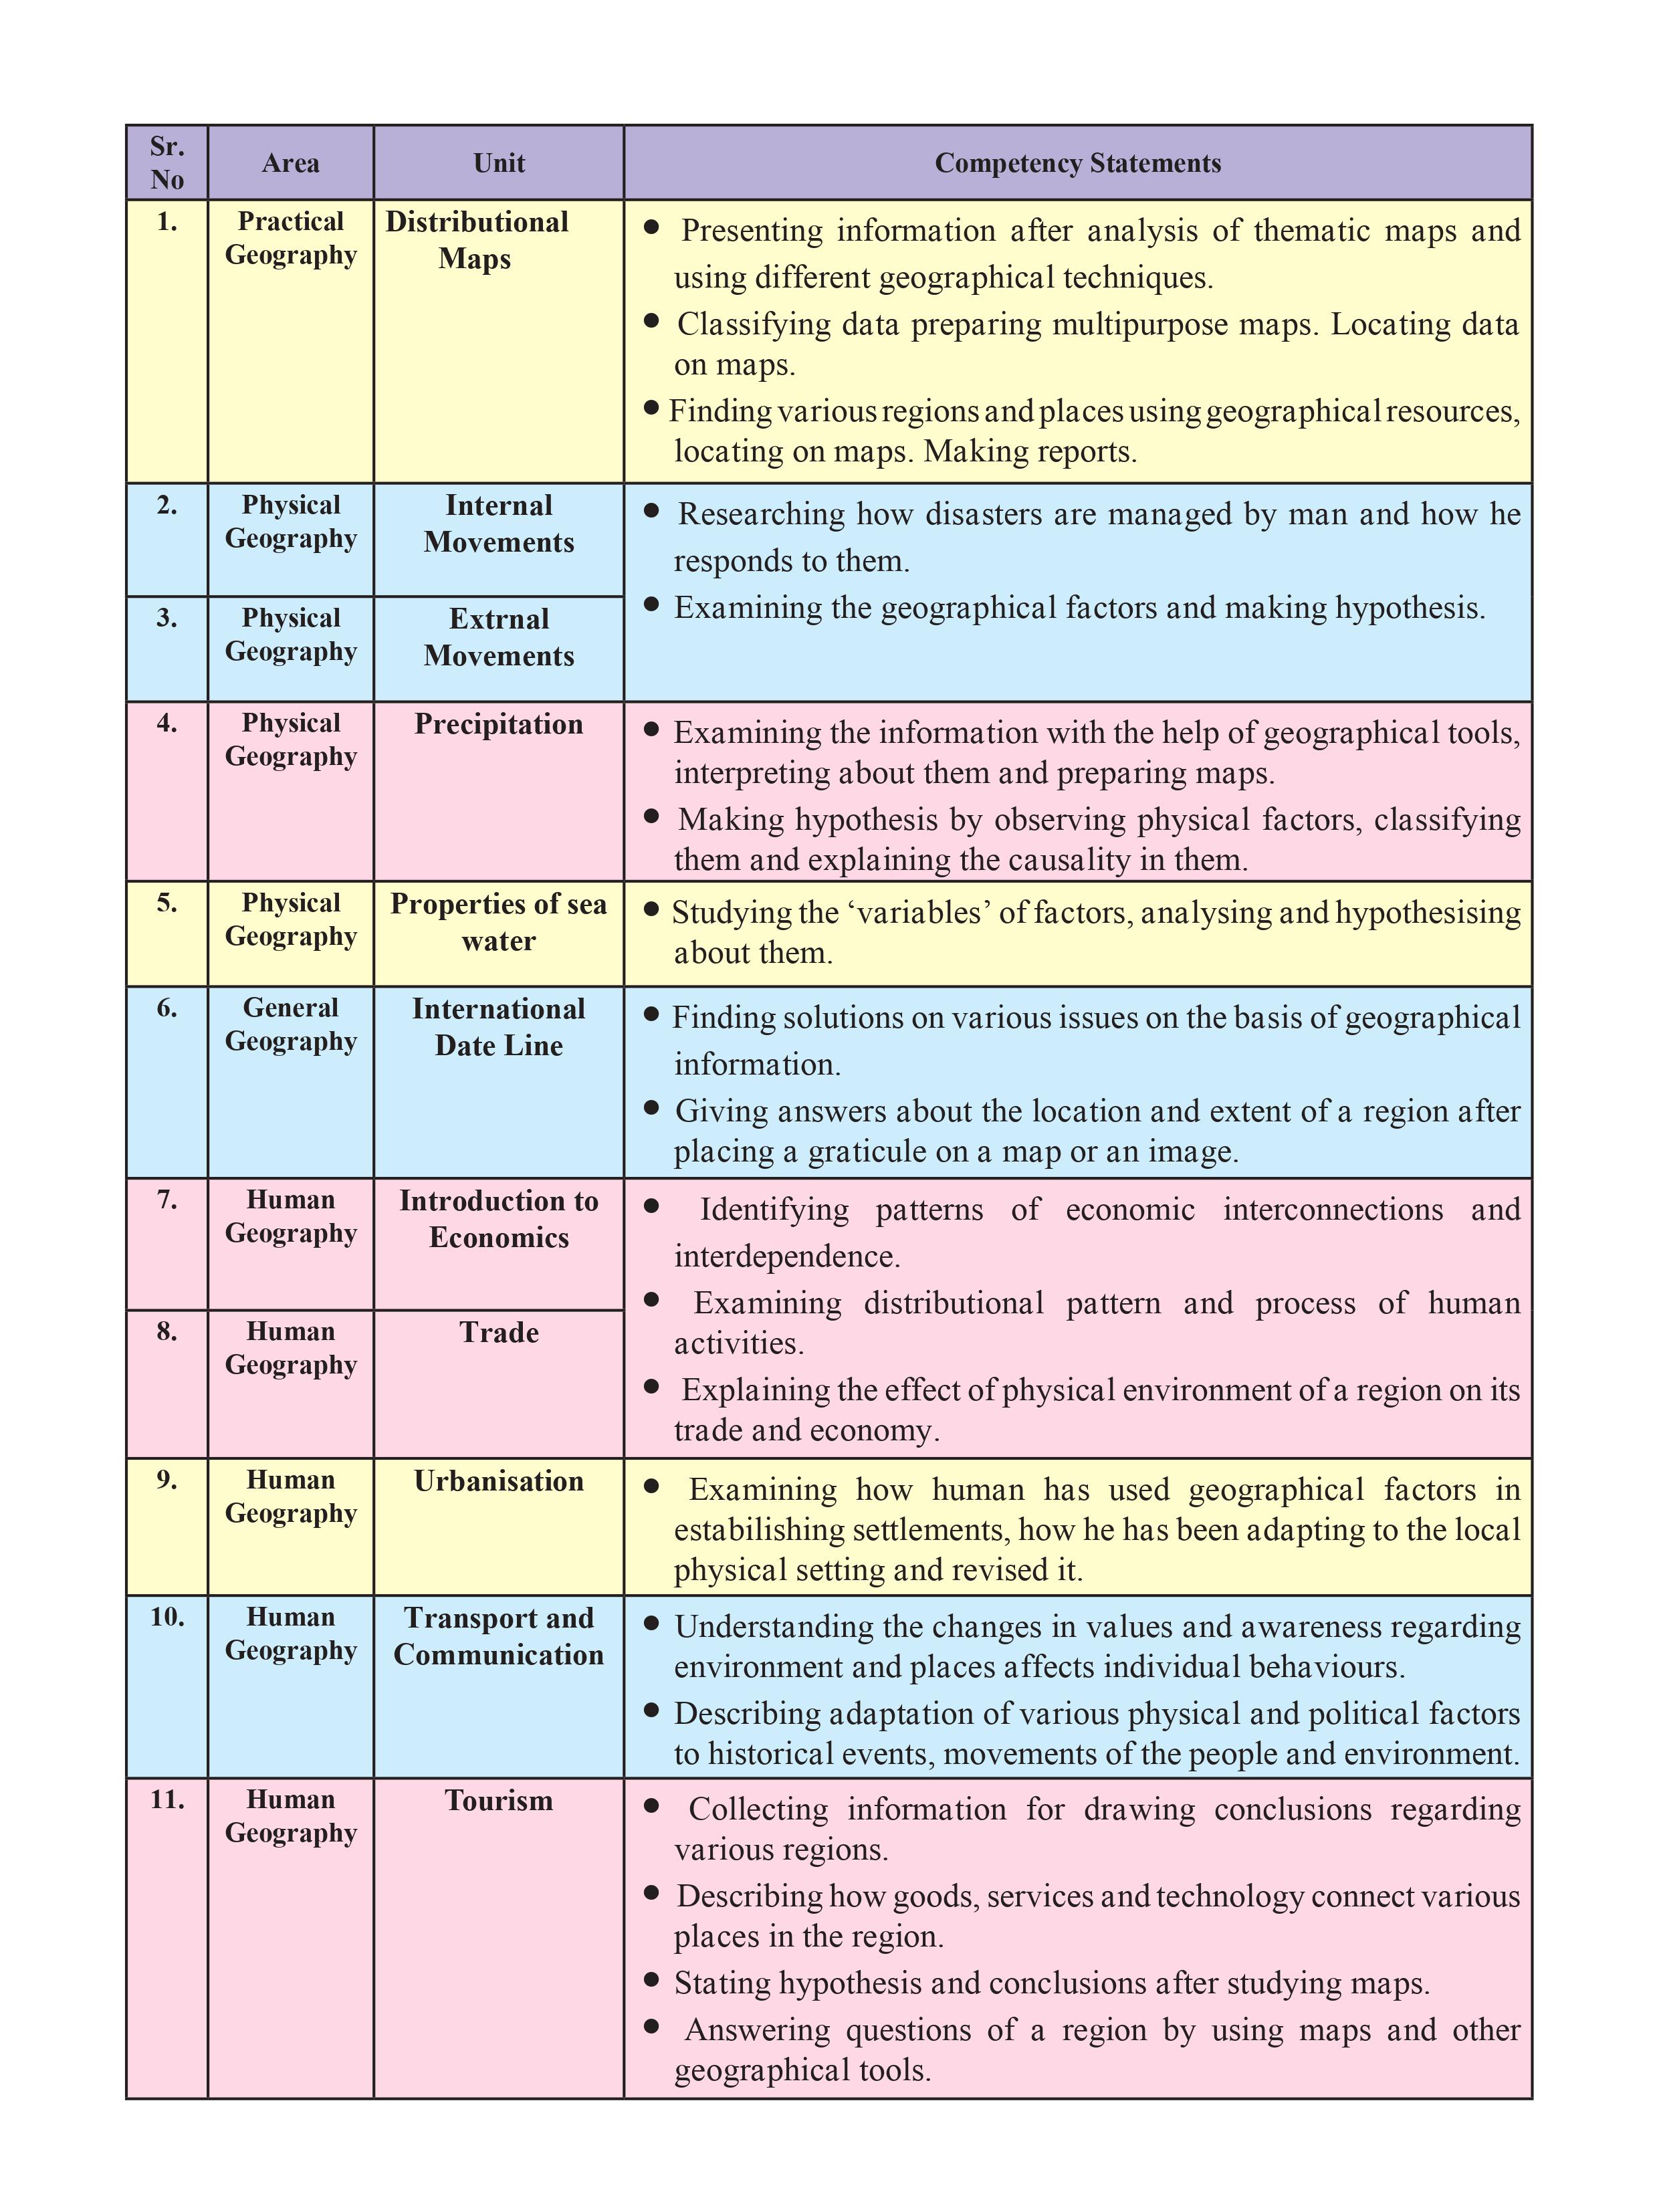 Sr.
No
Area
Unit
Competency Statements
1.
Practical
Geography
Distributional
Maps
● Presenting information after analysis of thematic maps and
using different geographical techniques.
● Classifying data preparing multipurpose maps. Locating data
on maps.
● Finding various regions and places using geographical resources,
locating on maps. Making reports.
2.
Physical
Geography
Internal
Movements
● Researching how disasters are managed by man and how he
responds to them.
● Examining the geographical factors and making hypothesis.
3.
Physical
Geography
Extrnal
Movements
4.
Physical
Geography
Precipitation
● Examining the information with the help of geographical tools,
interpreting about them and preparing maps.
● Making hypothesis by observing physical factors, classifying
them and explaining the causality in them.
5.
Physical
Geography
Properties of sea
water
● Studying the ‘variables’ of factors, analysing and hypothesising
about them.
6.
General
Geography
International
Date Line
● Finding solutions on various issues on the basis of geographical
information.
● Giving answers about the location and extent of a region after
placing a graticule on a map or an image.
7.
Human
Geography
Introduction to
Economics
● Identifying patterns of economic interconnections and
interdependence.
● Examining distributional pattern and process of human
activities.
● Explaining the effect of physical environment of a region on its
trade and economy.
8.
Human
Geography
Trade
9.
Human
Geography
Urbanisation
● Examining how human has used geographical factors in
estabilishing settlements, how he has been adapting to the local
physical setting and revised it.
10.
Human
Geography
Transport and
Communication
● Understanding the changes in values and awareness regarding
environment and places affects individual behaviours.
● Describing adaptation of various physical and political factors
to historical events, movements of the people and environment.
11.
Human
Geography
Tourism
● Collecting information for drawing conclusions regarding
various regions.
● Describing how goods, services and technology connect various
places in the region.
● Stating hypothesis and conclusions after studying maps.
● Answering questions of a region by using maps and other
geographical tools.